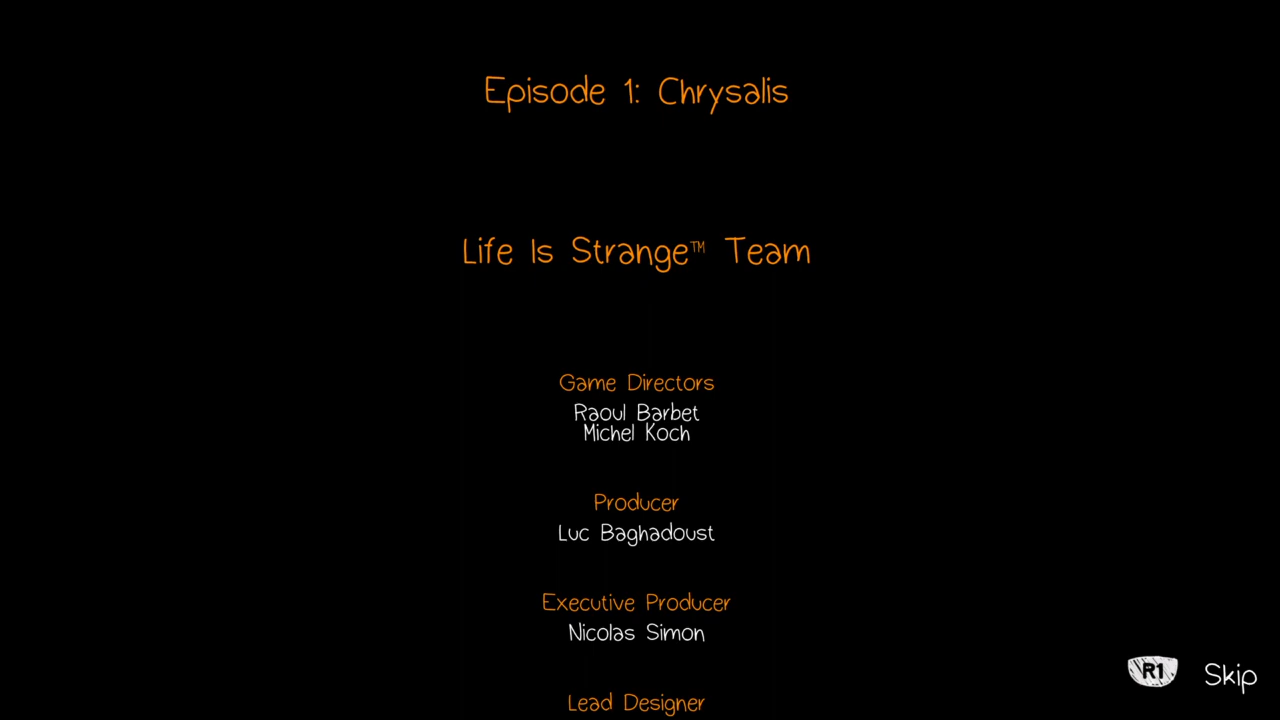 Episode 1: Chrysalis
Life Is Strange™ Team
Game Directors
Raoul Barbet
Michel Koch
Producer
Luc Baghadoust
Executive Producer
Nicolas Simon
Lead Designer
R1 Skip